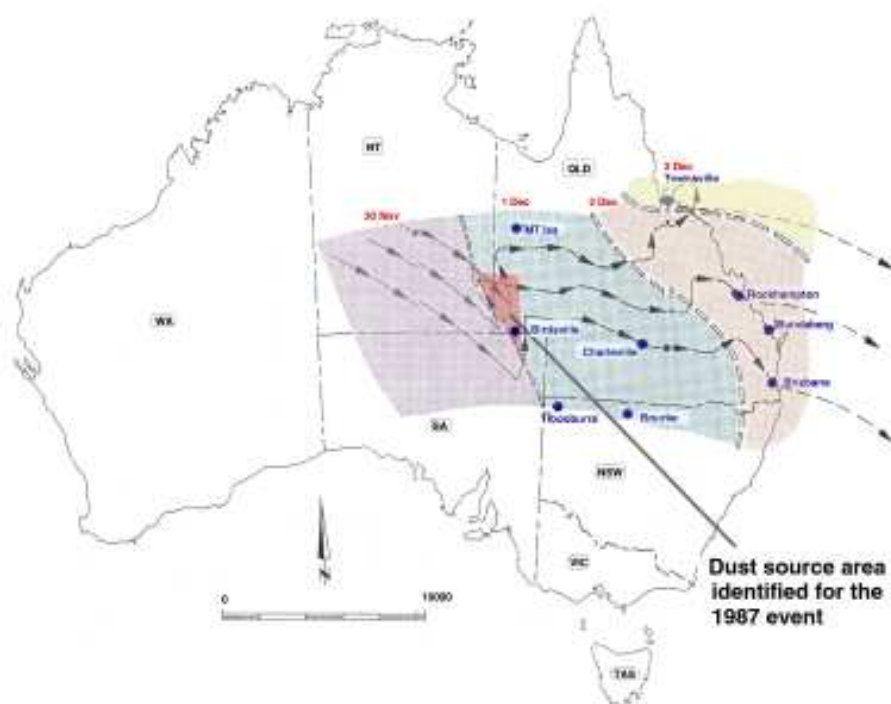 NT
QLD
3 Dec
Townsville
30 Nov
1 Dec
2 Dec
MT Isa
Rockhampton
WA
Birdsville
Bundaberg
Charleville
Brisbane
SA
Bourke
NSW
VIC
N
0
Dust source area
identified for the
1987 event
TAS